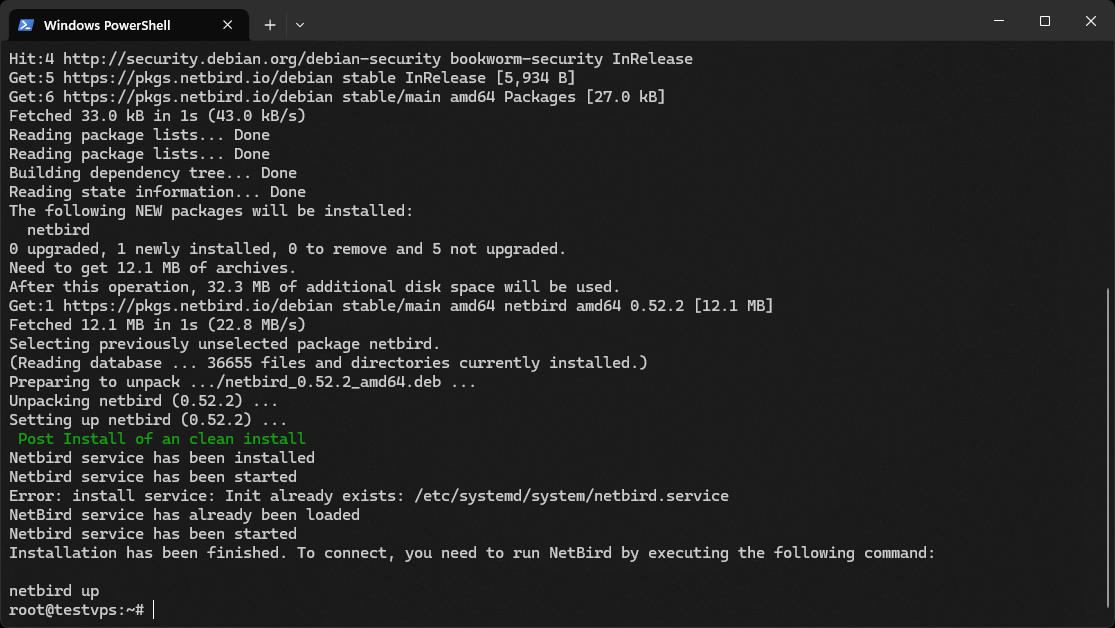 Windows PowerShell
Hit:4 http://security.debian.org/debian-security bookworm-security InRelease
Get:5 https://pkgs.netbird.io/debian stable InRelease [5,934 B]
Get:6 https://pkgs.netbird.io/debian stable/main amd64 Packages [27.0 kB]
Fetched 33.0 kB in 1s (43.0 kB/s)
Reading package lists... Done
Reading package lists... Done
Building dependency tree... Done
Reading state information... Done
The following NEW packages will be installed:
  netbird
0 upgraded, 1 newly installed, 0 to remove and 5 not upgraded.
Need to get 12.1 MB of archives.
After this operation, 32.3 MB of additional disk space will be used.
Get:1 https://pkgs.netbird.io/debian stable/main amd64 netbird amd64 0.52.2 [12.1 MB]
Fetched 12.1 MB in 1s (22.8 MB/s)
Selecting previously unselected package netbird.
(Reading database ... 36655 files and directories currently installed.)
Preparing to unpack .../netbird_0.52.2_amd64.deb ...
Unpacking netbird (0.52.2) ...
Setting up netbird (0.52.2) ...
 Post Install of an clean install
Netbird service has been installed
Netbird service has been started
Error: install service: Init already exists: /etc/systemd/system/netbird.service
NetBird service has already been loaded
Netbird service has been started
Installation has been finished. To connect, you need to run NetBird by executing the following command:

netbird up
root@testvps:~#